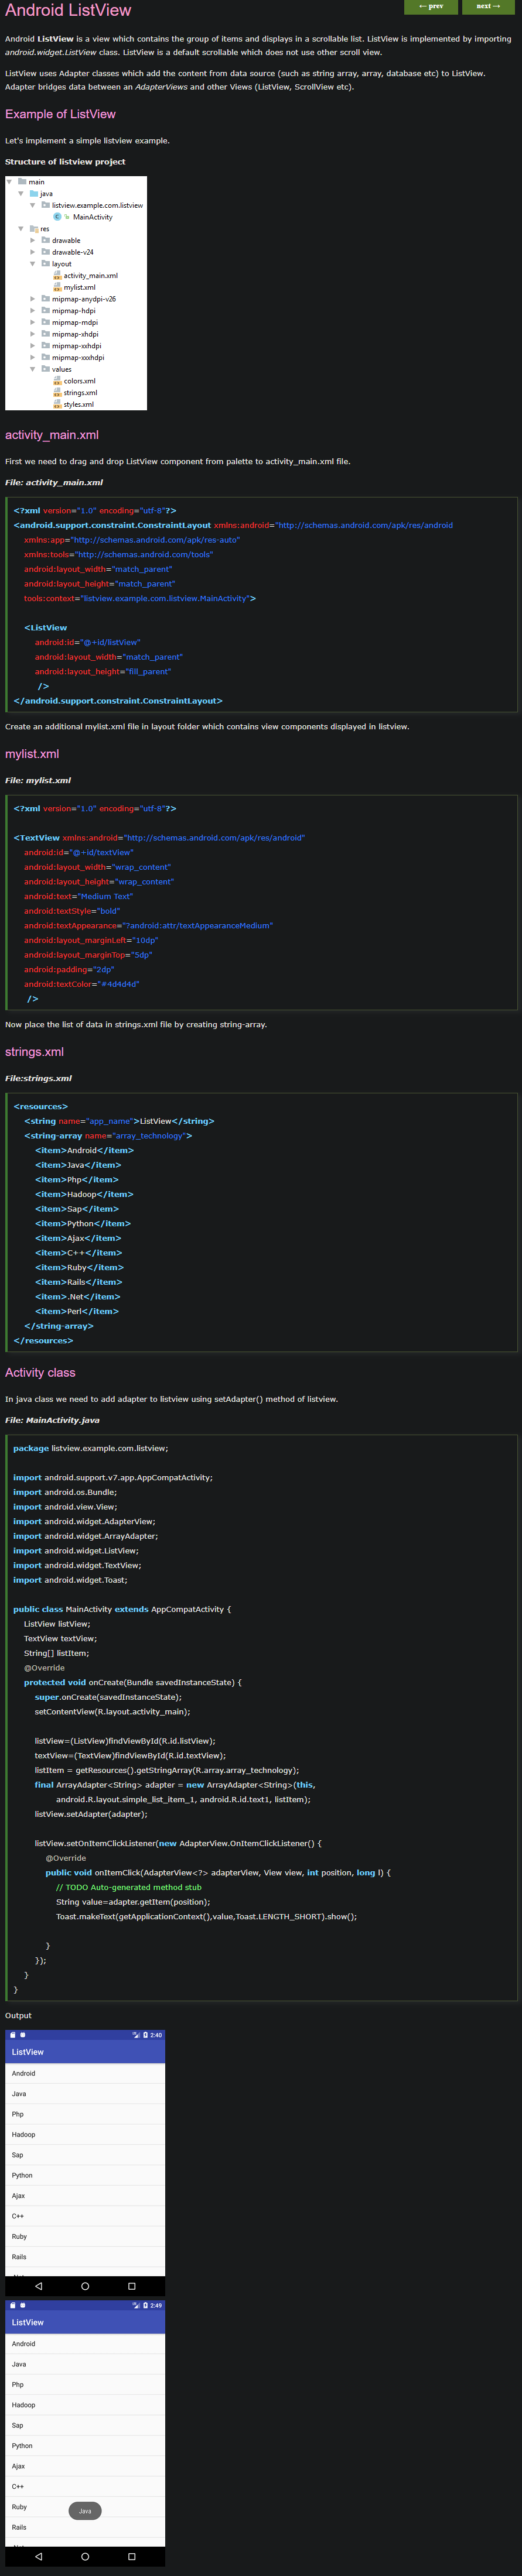 Android ListView
← prev next →
Android ListView is a view which contains the group of items and displays in a scrollable list. ListView is implemented by importing
android.widget.ListView class. ListView is a default scrollable which does not use other scroll view.
ListView uses Adapter classes which add the content from data source (such as string array, array, database etc) to ListView.
Adapter bridges data between an AdapterViews and other Views (ListView, ScrollView etc).
Example of ListView
Let's implement a simple listview example.
Structure of listview project
main
java
listview.example.com.listview
MainActivity
res
drawable
drawable-v24
layout
activity_main.xml
mylist.xml
mipmap-anydpi-v26
mipmap-hdpi
mipmap-mdpi
mipmap-xhdpi
mipmap-xxhdpi
mipmap-xxxhdpi
values
colors.xml
strings.xml
styles.xml
activity_main.xml
First we need to drag and drop ListView component from palette to activity_main.xml file.
File: activity_main.xml
<?xml version="1.0" encoding="utf-8"?>
<android.support.constraint.ConstraintLayout xmlns:android="http://schemas.android.com/apk/res/android
xmlns:app="http://schemas.android.com/apk/res-auto"
xmlns:tools="http://schemas.android.com/tools"
android:layout_width="match_parent"
android:layout_height="match_parent"
tools:context="listview.example.com.listview.MainActivity">
<ListView
android:id="@+id/listView"
android:layout_width="match_parent"
android:layout_height="fill_parent"
/>
</android.support.constraint.ConstraintLayout>
Create an additional mylist.xml file in layout folder which contains view components displayed in listview.
mylist.xml
File: mylist.xml
<?xml version="1.0" encoding="utf-8"?>
<TextView xmlns:android="http://schemas.android.com/apk/res/android"
android:id="@+id/textView"
android:layout_width="wrap_content"
android:layout_height="wrap_content"
android:text="Medium Text"
android:textStyle="bold"
android:textAppearance="?android:attr/textAppearanceMedium"
android:layout_marginLeft="10dp"
android:layout_marginTop="5dp"
android:padding="2dp"
android:textColor="#4d4d4d"
/>
Now place the list of data in strings.xml file by creating string-array.
strings.xml
File:strings.xml
<resources>
<string name="app_name">ListView</string>
<string-array name="array_technology">
<item>Android</item>
<item>Java</item>
<item>Php</item>
<item>Hadoop</item>
<item>Sap</item>
<item>Python</item>
<item>Ajax</item>
<item>C++</item>
<item>Ruby</item>
<item>Rails</item>
<item>.Net</item>
<item>Perl</item>
</string-array>
</resources>
Activity class
In java class we need to add adapter to listview using setAdapter() method of listview.
File: MainActivity.java
package listview.example.com.listview;
import android.support.v7.app.AppCompatActivity;
import android.os.Bundle;
import android.view.View;
import android.widget.AdapterView;
import android.widget.ArrayAdapter;
import android.widget.ListView;
import android.widget.TextView;
import android.widget.Toast;
public class MainActivity extends AppCompatActivity {
ListView listView;
TextView textView;
String[] listItem;
@Override
protected void onCreate(Bundle savedInstanceState) {
super.onCreate(savedInstanceState);
setContentView(R.layout.activity_main);
listView=(ListView)findViewById(R.id.listView);
textView=(TextView)findViewById(R.id.textView);
listItem = getResources().getStringArray(R.array.array_technology);
final ArrayAdapter<String> adapter = new ArrayAdapter<String>(this,
android.R.layout.simple_list_item_1, android.R.id.text1, listItem);
listView.setAdapter(adapter);
listView.setOnItemClickListener(new AdapterView.OnItemClickListener() {
@Override
public void onItemClick(AdapterView<?> adapterView, View view, int position, long l) {
// TODO Auto-generated method stub
String value=adapter.getItem(position);
Toast.makeText(getApplicationContext(),value,Toast.LENGTH_SHORT).show();
}
});
}
}
Output
2:40
ListView
Android
Java
Php
Hadoop
Sap
Python
Ajax
C++
Ruby
Rails
2:49
ListView
Android
Java
Php
Hadoop
Sap
Python
Ajax
C++
Ruby
Java
Rails